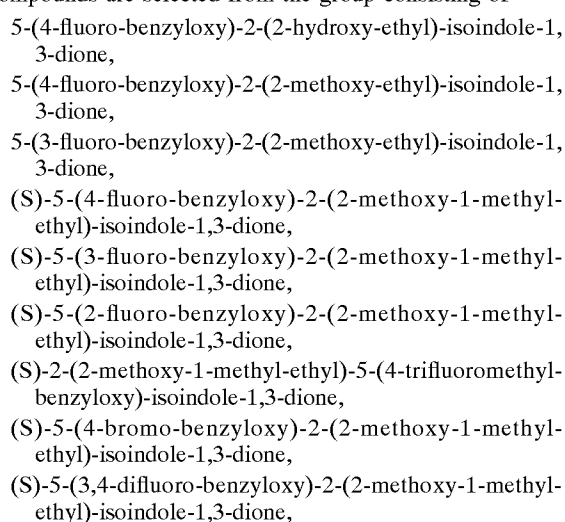 ompounds are selected from the group consisting of
5-(4-fluoro-benzyloxy)-2-(2-hydroxy-ethyl)-isoindole-1,
3-dione,
5-(4-fluoro-benzyloxy)-2-(2-methoxy-ethyl)-isoindole-1,
3-dione,
5-(3-fluoro-benzyloxy)-2-(2-methoxy-ethyl)-isoindole-1,
3-dione,
(S)-5-(4-fluoro-benzyloxy)-2-(2-methoxy-1-methyl-
ethyl)-isoindole-1,3-dione,
(S)-5-(3-fluoro-benzyloxy)-2-(2-methoxy-1-methyl-
ethyl)-isoindole-1,3-dione,
(S)-5-(2-fluoro-benzyloxy)-2-(2-methoxy-1-methyl-
ethyl)-isoindole-1,3-dione,
(S)-2-(2-methoxy-1-methyl-ethyl)-5-(4-trifluoromethyl-
benzyloxy)-isoindole-1,3-dione,
(S)-5-(4-bromo-benzyloxy)-2-(2-methoxy-1-methyl-
ethyl)-isoindole-1,3-dione,
(S)-5-(3,4-difluoro-benzyloxy)-2-(2-methoxy-1-methyl-
ethyl)-isoindole-1,3-dione,